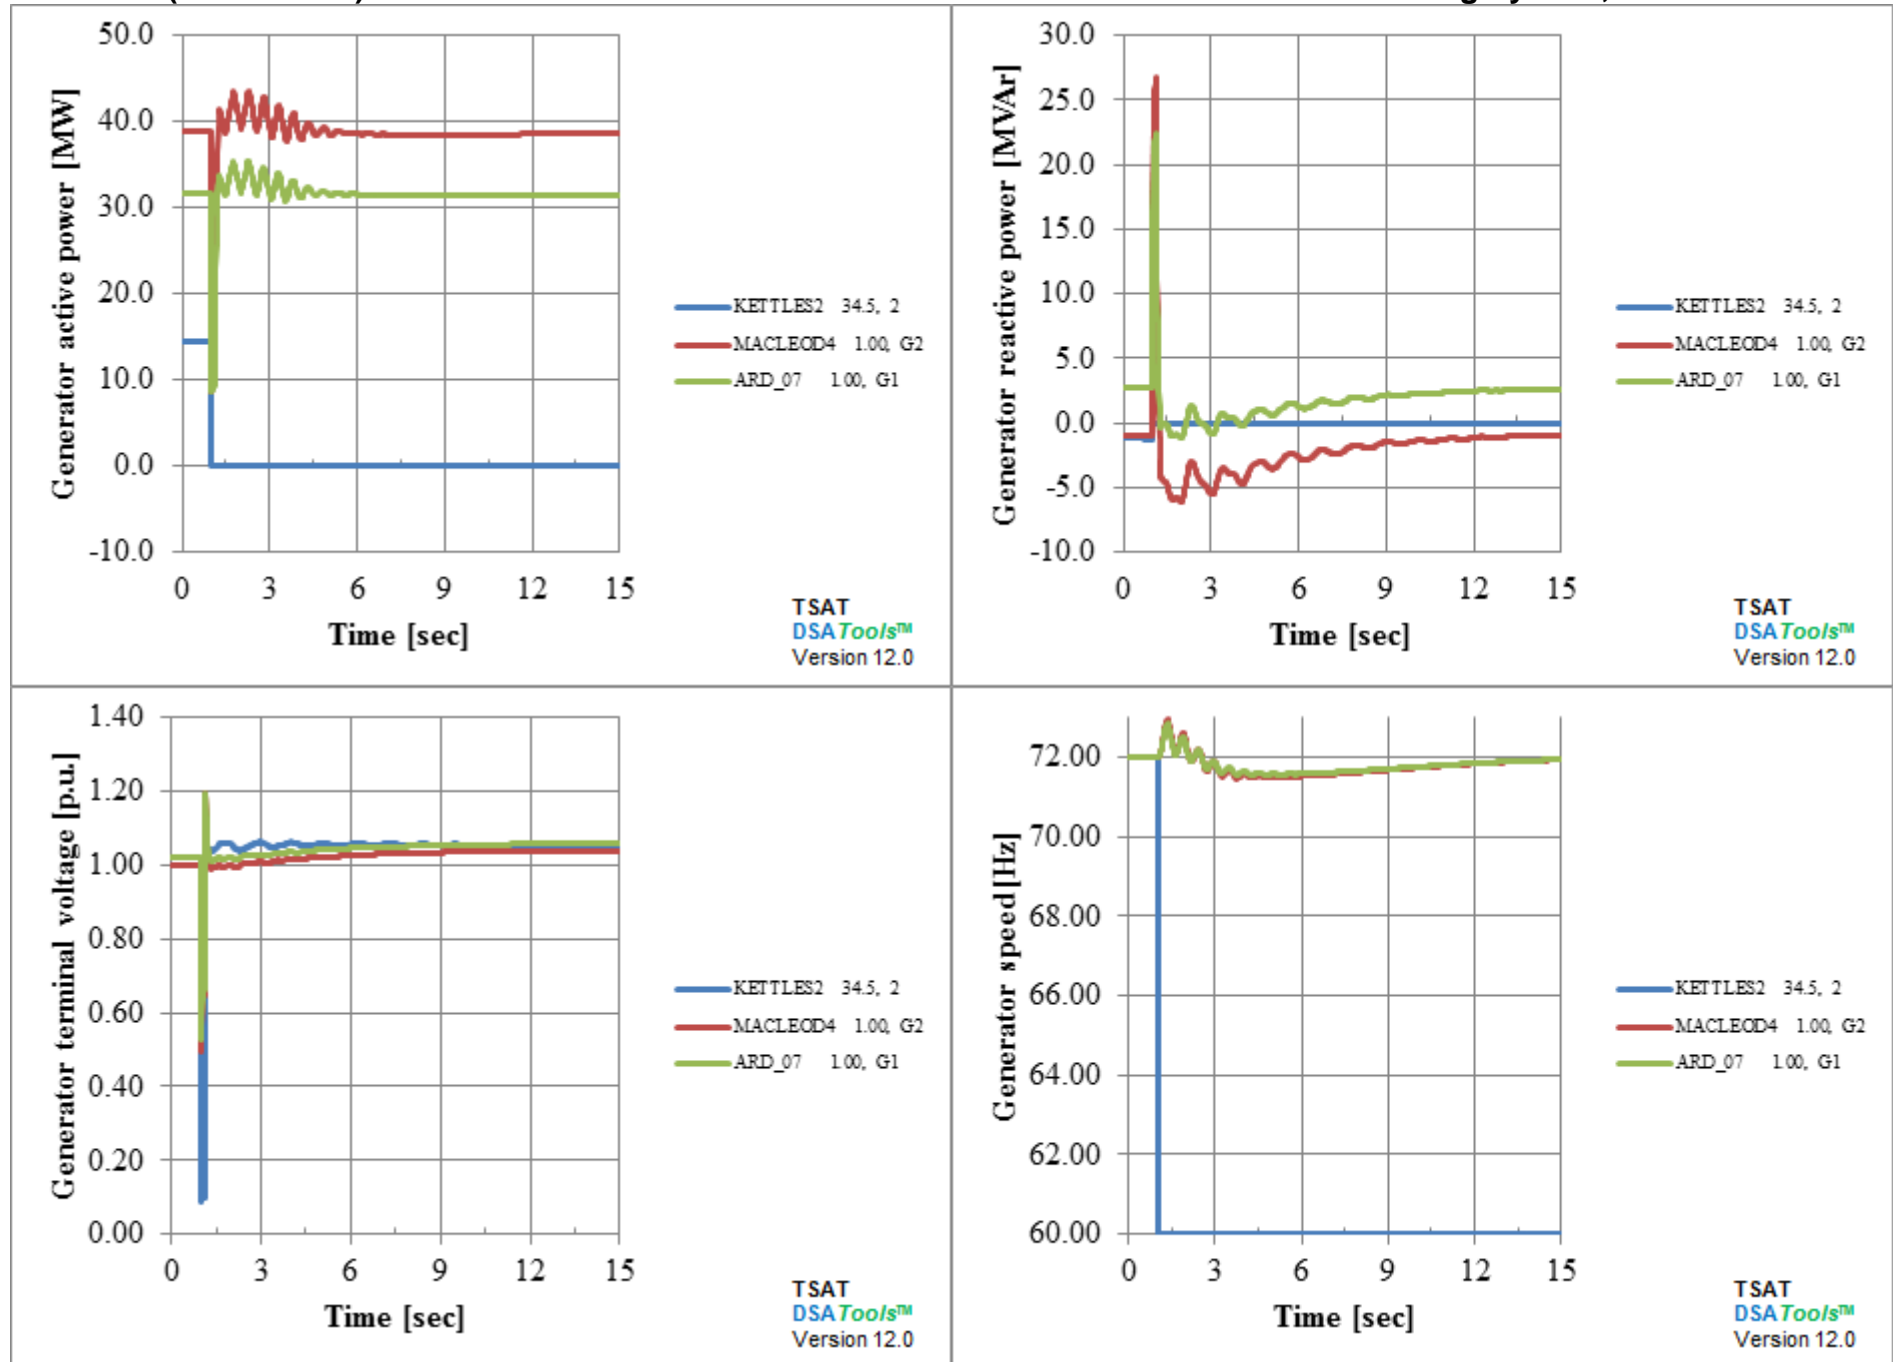 50.0
40.0
30.0
20.0
10.0
0.0
-10.0
0 3 6 9 12 15
Generator active power [MW]
Time [sec]
KETTLES2 34.5, 2
MACLEOD4 1.00, G2
ARD_07 1.00, G1
TSAT
DSATools™
Version 12.0
30.0
25.0
20.0
15.0
10.0
5.0
0.0
-5.0
-10.0
0 3 6 9 12 15
Generator reactive power [MVAr]
Time [sec]
KETTLES2 34.5, 2
MACLEOD4 1.00, G2
ARD_07 1.00, G1
TSAT
DSATools™
Version 12.0
1.40
1.20
1.00
0.80
0.60
0.40
0.20
0.00
0 3 6 9 12 15
Generator terminal voltage [p.u.]
Time [sec]
KETTLES2 34.5, 2
MACLEOD4 1.00, G2
ARD_07 1.00, G1
TSAT
DSATools™
Version 12.0
72.00
70.00
68.00
66.00
64.00
62.00
60.00
0 3 6 9 12 15
Generator speed[Hz]
Time [sec]
KETTLES2 34.5, 2
MACLEOD4 1.00, G2
ARD_07 1.00, G1
TSAT
DSATools™
Version 12.0